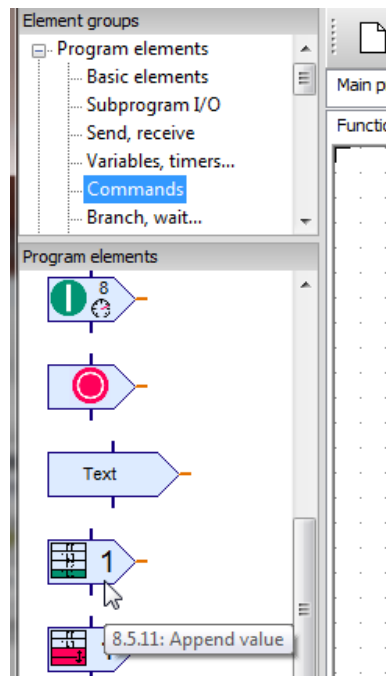 Element groups
Program elements
Basic elements
Subprogram I/O
Send, receive
Variables, timers...
Commands
Branch, wait...
Main p
Functio
Program elements
8
Text
1
8.5.11: Append value